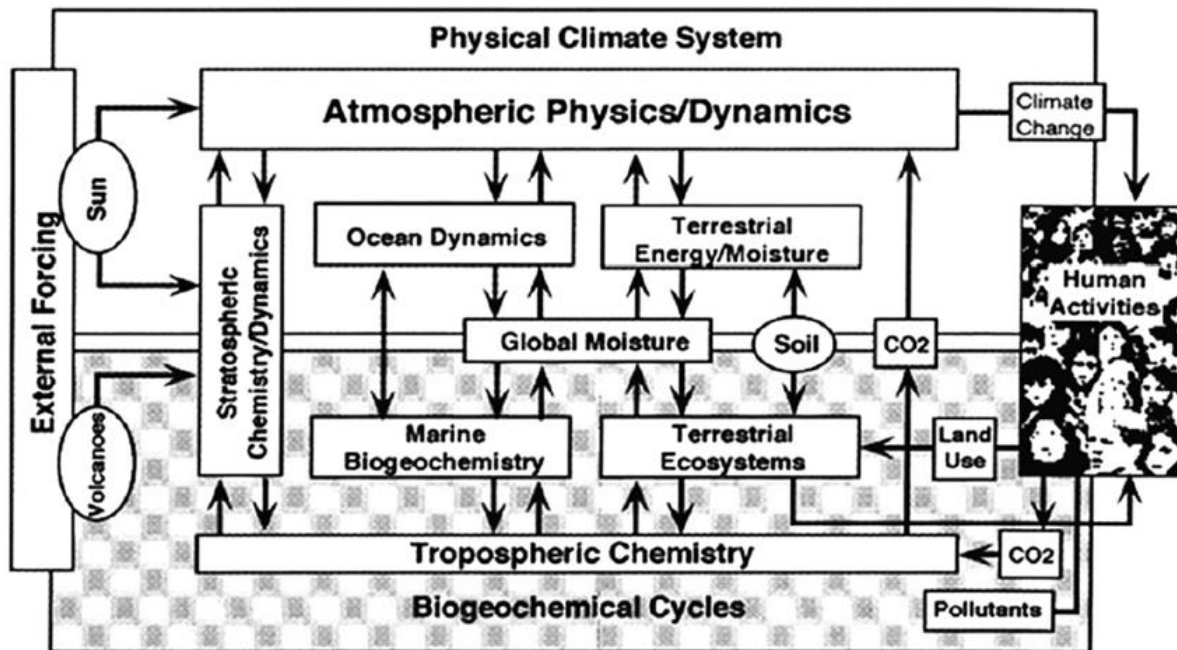 Physical Climate System
Atmospheric Physics/Dynamics
Climate
Change
External Forcing
Sun
Stratospheric
Chemistry/Dynamics
Ocean Dynamics
Terrestrial
Energy/Moisture
Human
Activities
Global Moisture
Soil
CO2
Volcanoes
Marine
Biogeochemistry
Terrestrial
Ecosystems
Land
Use
Tropospheric Chemistry
CO2
Biogeochemical Cycles
Pollutants